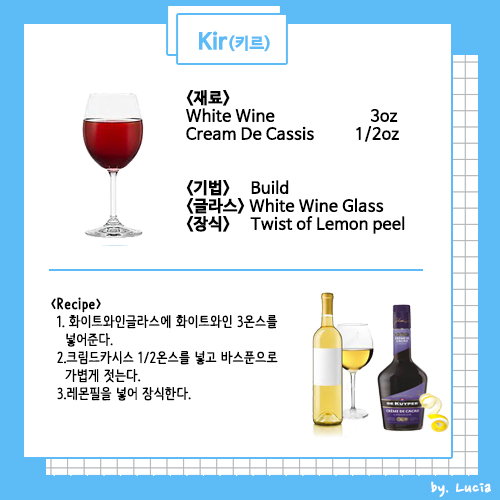 Kir(키르)
<재료>
White Wine 3oz
Cream De Cassis 1/2oz
<기법> Build
<글라스> White Wine Glass
<장식> Twist of Lemon peel
<Recipe>
1. 화이트와인글라스에 화이트와인 3온스를
넣어준다.
2.크림드카시스 1/2온스를 넣고 바스푼으로
가볍게 젓는다.
3.레몬필을 넣어 장식한다.
DE KUYPER
CRÈME DE CACAO
by. Lucia